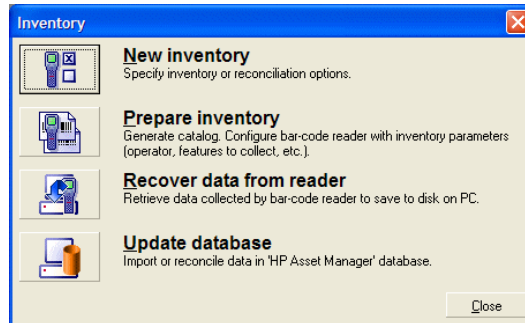 Inventory
New inventory
Specify inventory or reconciliation options.
Prepare inventory
Generate catalog. Configure bar-code reader with inventory parameters
(operator, features to collect, etc.).
Recover data from reader
Retrieve data collected by bar-code reader to save to disk on PC.
Update database
Import or reconcile data in 'HP Asset Manager' database.
Close